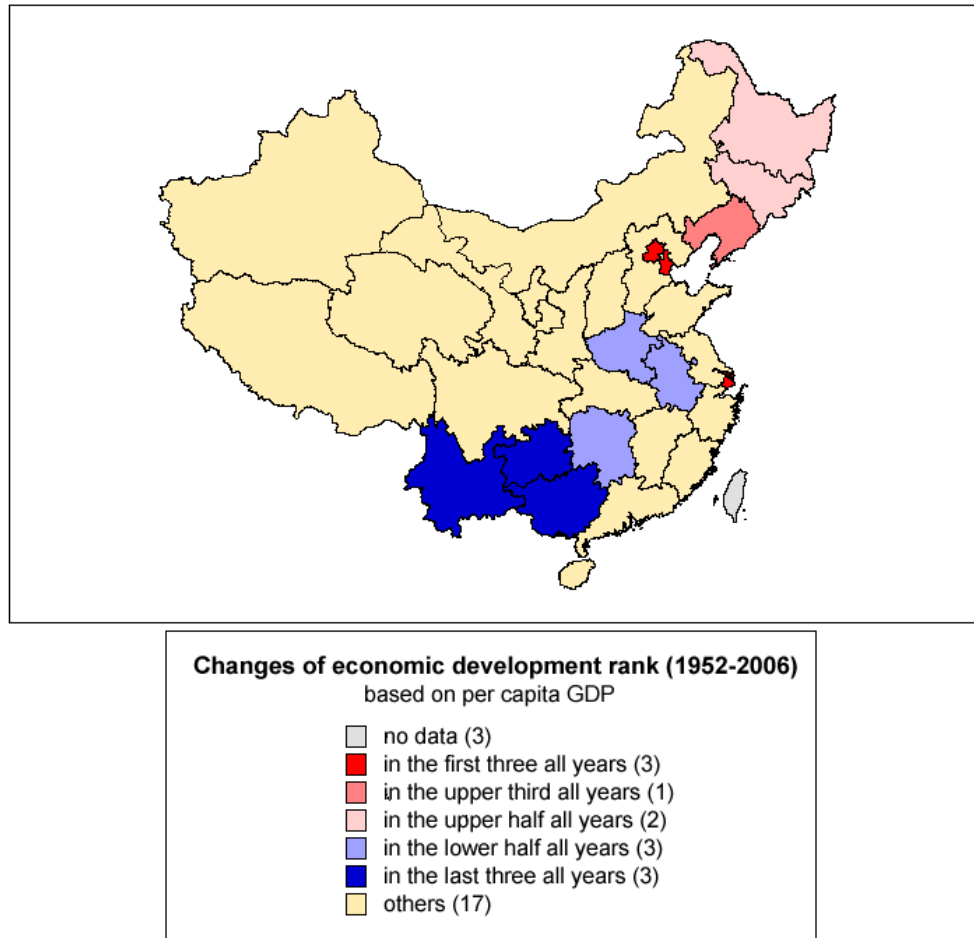 Changes of economic development rank (1952-2006)
based on per capita GDP
no data (3)
in the first three all years (3)
in the upper third all years (1)
in the upper half all years (2)
in the lower half all years (3)
in the last three all years (3)
others (17)